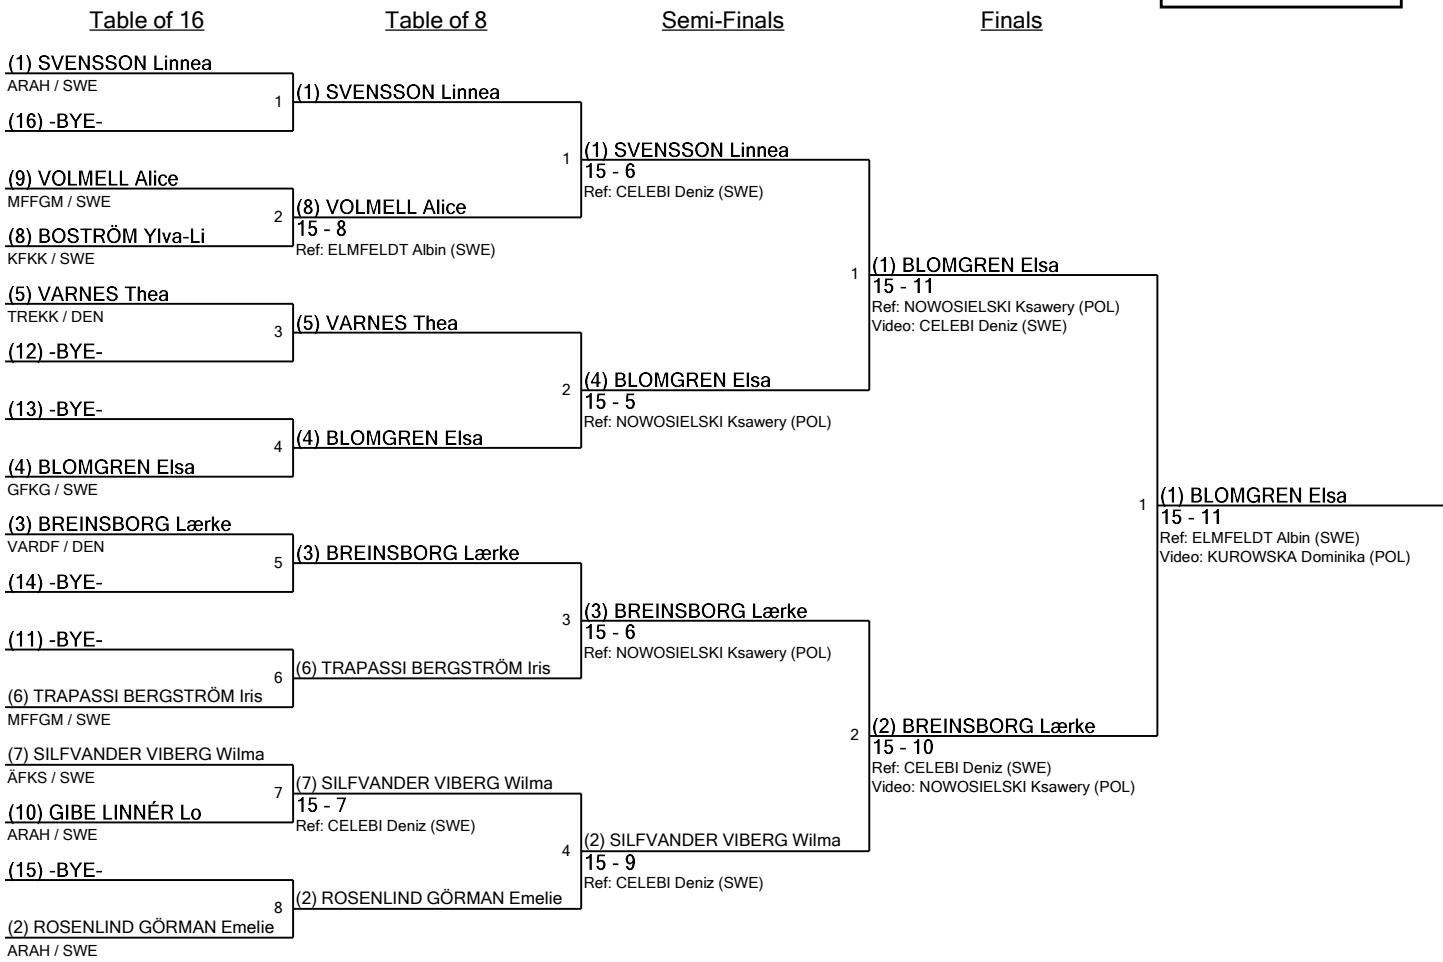 Table of 16
Table of 8
Semi-Finals
Finals
(1) SVENSSON Linnea
ARAH / SWE
1
(16) -BYE-
(9) VOLMELL Alice
MFFGM / SWE
2
(8) BOSTRÖM Ylva-Li
KFKK / SWE
(5) VARNES Thea
TREKK / DEN
3
(12) -BYE-
(13) -BYE-
4
(4) BLOMGREN Elsa
GFKG / SWE
(3) BREINSBORG Lærke
VARDF / DEN
5
(14) -BYE-
(11) -BYE-
6
(6) TRAPASSI BERGSTRÖM Iris
MFFGM / SWE
(7) SILFVANDER VIBERG Wilma
ÄFKS / SWE
7
(10) GIBE LINNÉR Lo
ARAH / SWE
(15) -BYE-
8
(2) ROSENLIND GÖRMAN Emelie
ARAH / SWE
(1) SVENSSON Linnea
1
(8) VOLMELL Alice
15 - 8
Ref: ELMFELDT Albin (SWE)
(5) VARNES Thea
2
(4) BLOMGREN Elsa
(3) BREINSBORG Lærke
3
(6) TRAPASSI BERGSTRÖM Iris
(7) SILFVANDER VIBERG Wilma
15 - 7
Ref: CELEBI Deniz (SWE)
4
(2) ROSENLIND GÖRMAN Emelie
(1) SVENSSON Linnea
15 - 6
Ref: CELEBI Deniz (SWE)
1
(4) BLOMGREN Elsa
15 - 5
Ref: NOWOSIELSKI Ksawery (POL)
(3) BREINSBORG Lærke
15 - 6
Ref: NOWOSIELSKI Ksawery (POL)
2
(2) SILFVANDER VIBERG Wilma
15 - 9
Ref: CELEBI Deniz (SWE)
(1) BLOMGREN Elsa
15 - 11
Ref: NOWOSIELSKI Ksawery (POL)
Video: CELEBI Deniz (SWE)
1
(2) BREINSBORG Lærke
15 - 10
Ref: CELEBI Deniz (SWE)
Video: NOWOSIELSKI Ksawery (POL)
(1) BLOMGREN Elsa
15 - 11
Ref: ELMFELDT Albin (SWE)
Video: KUROWSKA Dominika (POL)